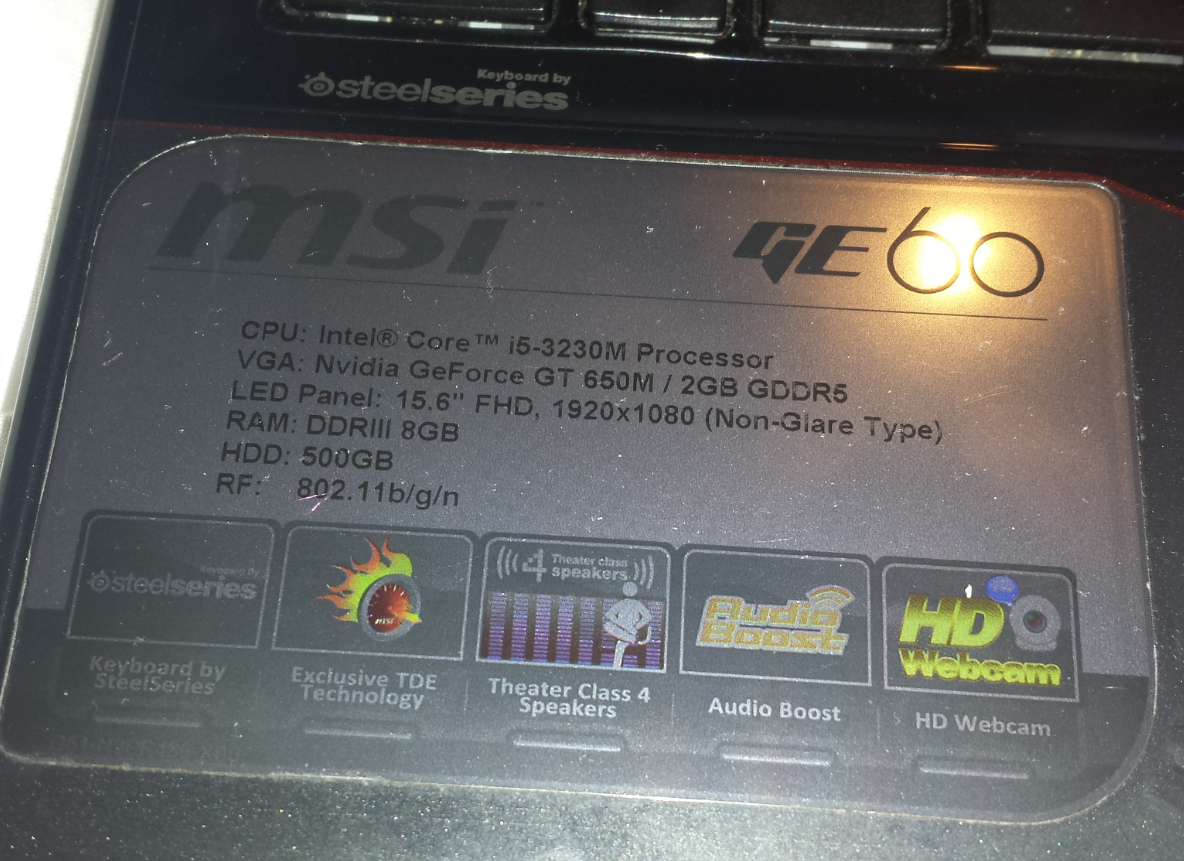 Keyboard by
steelseries
msi™
GE60
CPU: Intel® Core™ i5-3230M Processor
VGA: Nvidia GeForce GT 650M / 2GB GDDR5
LED Panel: 15.6" FHD, 1920x1080 (Non-Glare Type)
RAM: DDRIII 8GB
HDD: 500GB
RF: 802.11b/g/n
Keyboard by
steelseries
Keyboard by
SteelSeries
msi
Exclusive TDE
Technology
4 Theater class
speakers
Theater Class 4
Speakers
Audio
Boost
Audio Boost
HD
Webcam
HD Webcam